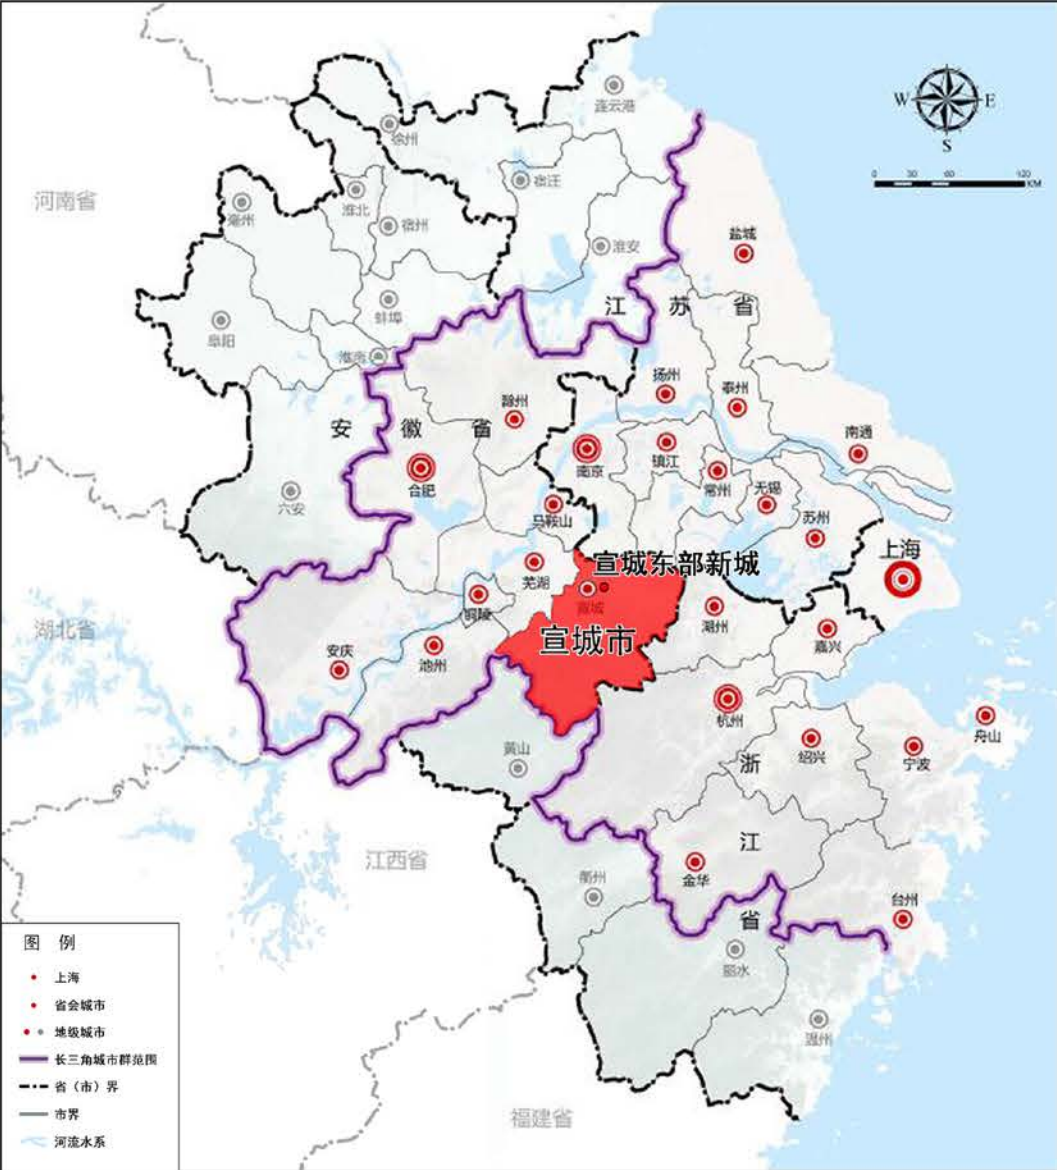 连云港
徐州
W
E
S
0
30
60
120
KM
宿迁
淮北
河南省
亳州
宿州
盐城
淮安
江苏省
蚌埠
阜阳
淮南
扬州
泰州
滁州
安徽省
南通
南京
镇江
合肥
常州
无锡
六安
马鞍山
苏州
上海
宣城东部新城
芜湖
宣城
铜陵
湖州
湖北省
宣城市
嘉兴
安庆
池州
杭州
舟山
黄山
绍兴
宁波
浙江省
江西省
金华
衢州
台州
丽水
温州
福建省
图 例
上海
省会城市
地级城市
长三角城市群范围
省（市）界
市界
河流水系